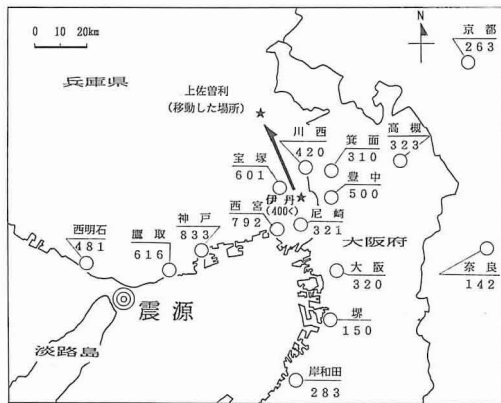 0 10 20km
N
京都
263
兵庫県
上佐曽利
(移動した場所)
川西
420
箕面
310
高槻
323
宝塚
601
伊丹
(400<)
豊中
500
西宮
792
尼崎
321
神戸
833
西明石
481
鷹取
616
大阪府
大阪
320
奈良
142
震源
堺
150
淡路島
岸和田
283